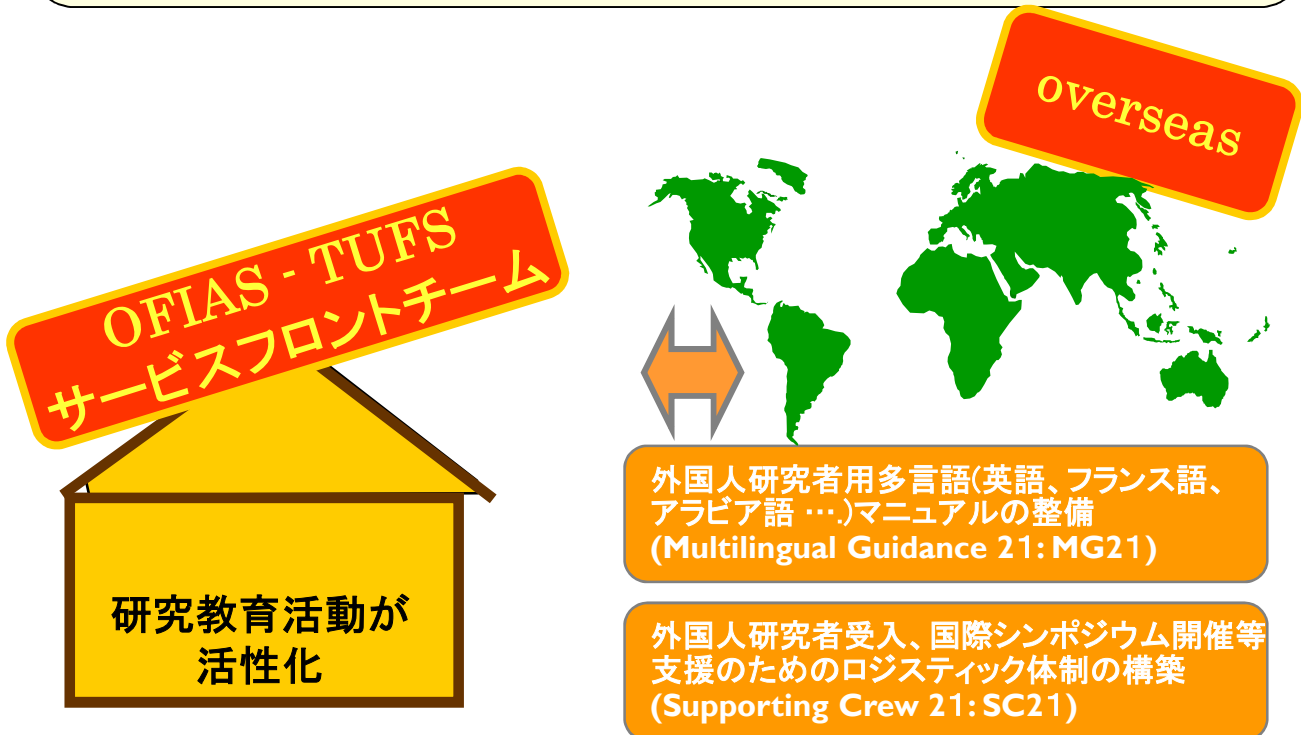 overseas
OFIAS - TUFS
サービスフロントチーム
研究教育活動が
活性化
外国人研究者用多言語(英語、フランス語、
アラビア語 ….)マニュアルの整備
(Multilingual Guidance 21: MG21)
外国人研究者受入、国際シンポジウム開催等
支援のためのロジスティック体制の構築
(Supporting Crew 21: SC21)